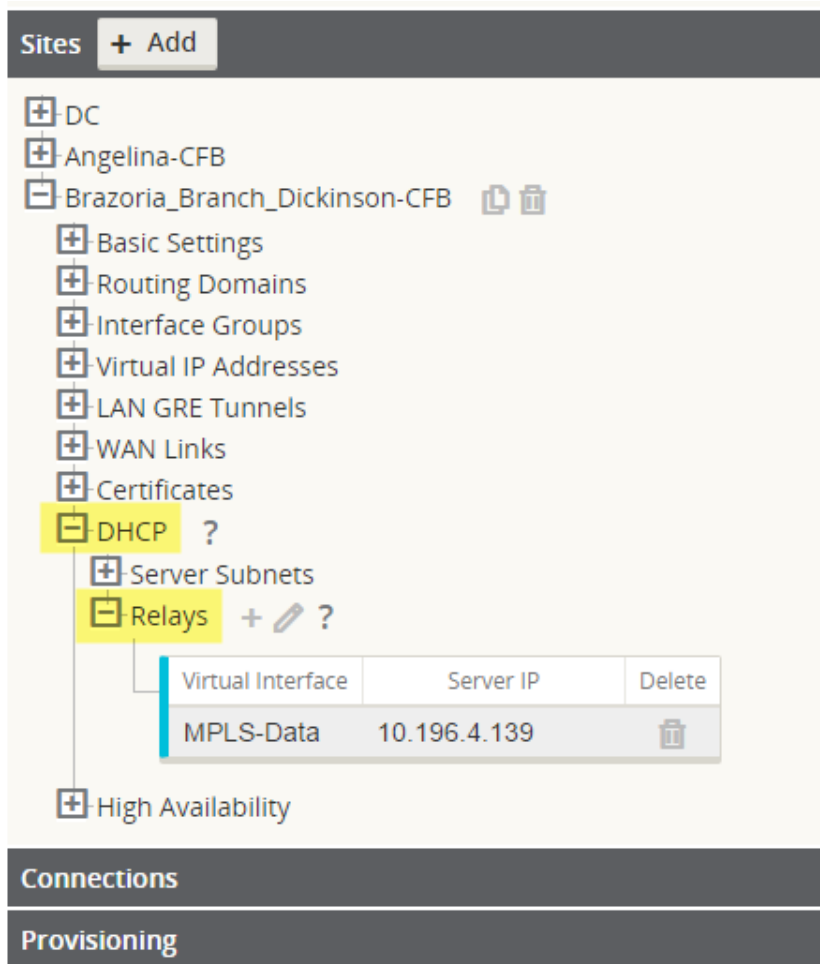 Sites + Add
DC
Angelina-CFB
Brazoria_Branch_Dickinson-CFB
Basic Settings
Routing Domains
Interface Groups
Virtual IP Addresses
LAN GRE Tunnels
WAN Links
Certificates
DHCP ?
Server Subnets
Relays + ?
Virtual Interface Server IP Delete
MPLS-Data 10.196.4.139
High Availability
Connections
Provisioning